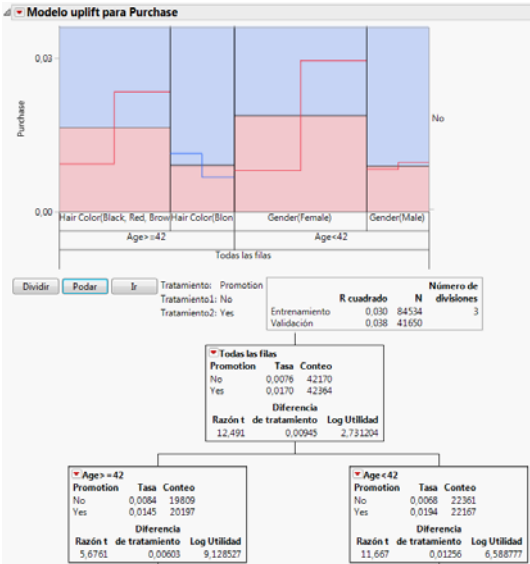 Modelo uplift para Purchase
0,03
Purchase
No
0,00
Hair Color(Black, Red, Brow Hair Color(Blon Gender(Female) Gender(Male)
Age>=42 Age<42
Todas las filas
Dividir Podar Ir
Tratamiento: Promotion
Tratamiento1: No
Tratamiento2: Yes
Número de
R cuadrado N divisiones
Entrenamiento 0,030 84534 3
Validación 0,038 41650
Todas las filas
Promotion Tasa Conteo
No 0,0076 42170
Yes 0,0170 42364
Diferencia
Razón t de tratamiento Log Utilidad
12,491 0,00945 2,731204
Age>=42
Promotion Tasa Conteo
No 0,0084 19809
Yes 0,0145 20197
Diferencia
Razón t de tratamiento Log Utilidad
5,6761 0,00603 9,128527
Age<42
Promotion Tasa Conteo
No 0,0068 22361
Yes 0,0194 22167
Diferencia
Razón t de tratamiento Log Utilidad
11,667 0,01256 6,588777